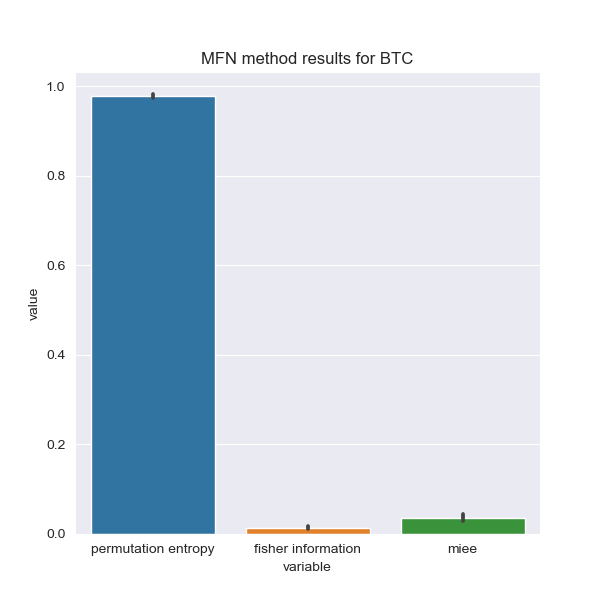 MFN method results for BTC
1.0
0.8
0.6
0.4
0.2
0.0
value
permutation entropy fisher information miee
variable